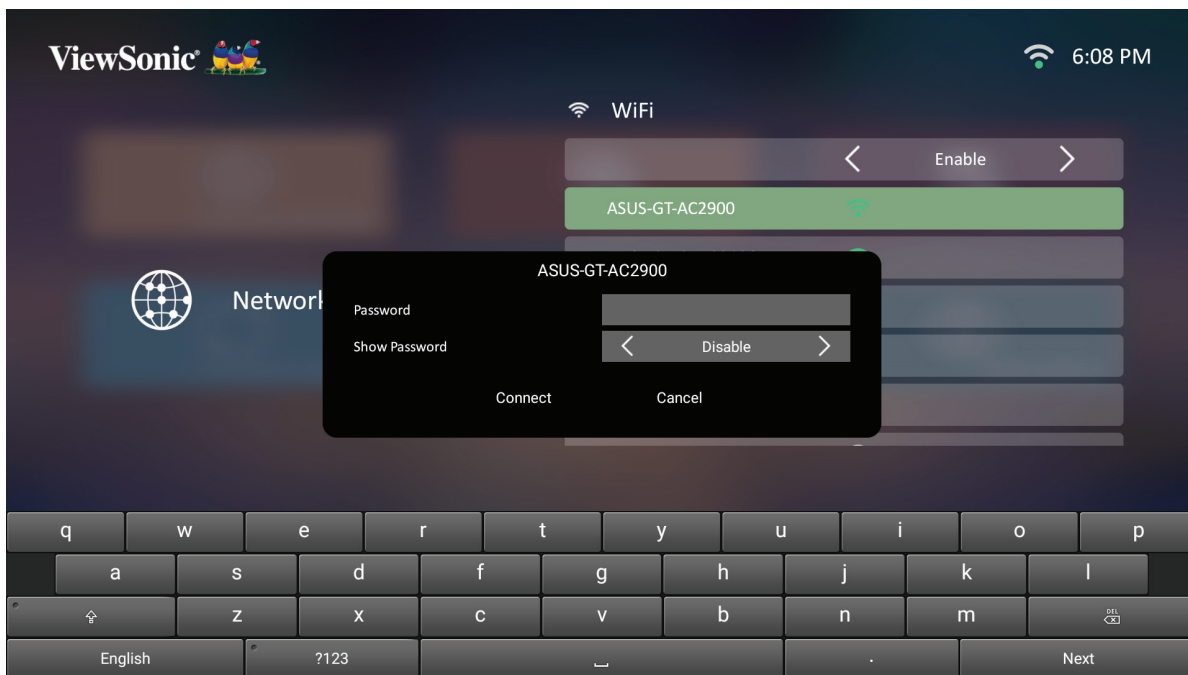 ViewSonic®
6:08 PM
WiFi
Enable
ASUS-GT-AC2900
ASUS-GT-AC2900
Network
Password
Show Password
Disable
Connect Cancel
q w e r t y u i o p
a s d f g h j k l
z x c v b n m DEL
English ?123 . Next